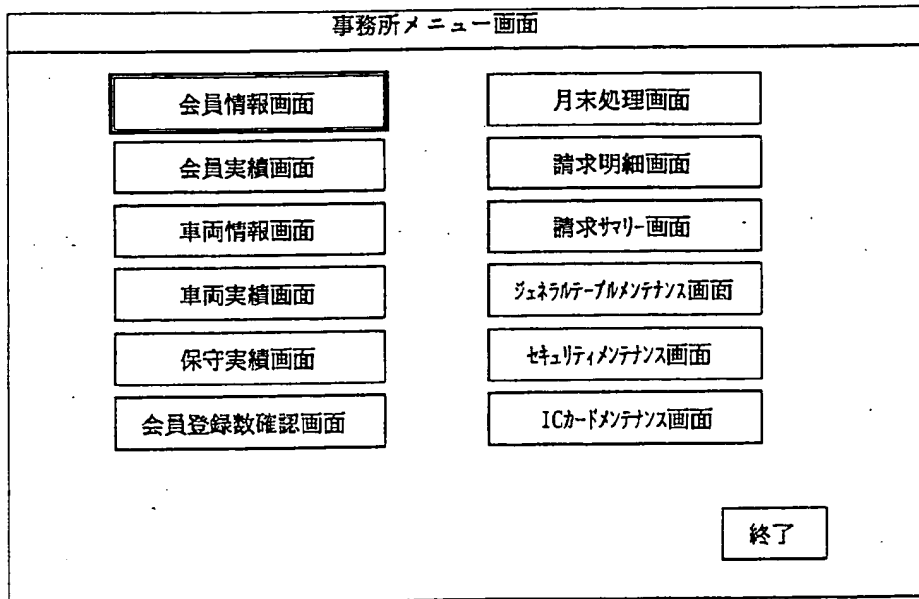 事務所メニュー画面
会員情報画面
会員実績画面
車両情報画面
車両実績画面
保守実績画面
会員登録数確認画面
月末処理画面
請求明細画面
請求ｻﾏﾘｰ画面
ｼﾞｪﾈﾗﾙﾃｰﾌﾞﾙﾒﾝﾃﾅﾝｽ画面
ｾｷｭﾘﾃｨﾒﾝﾃﾅﾝｽ画面
ICｶｰﾄﾞﾒﾝﾃﾅﾝｽ画面
終了